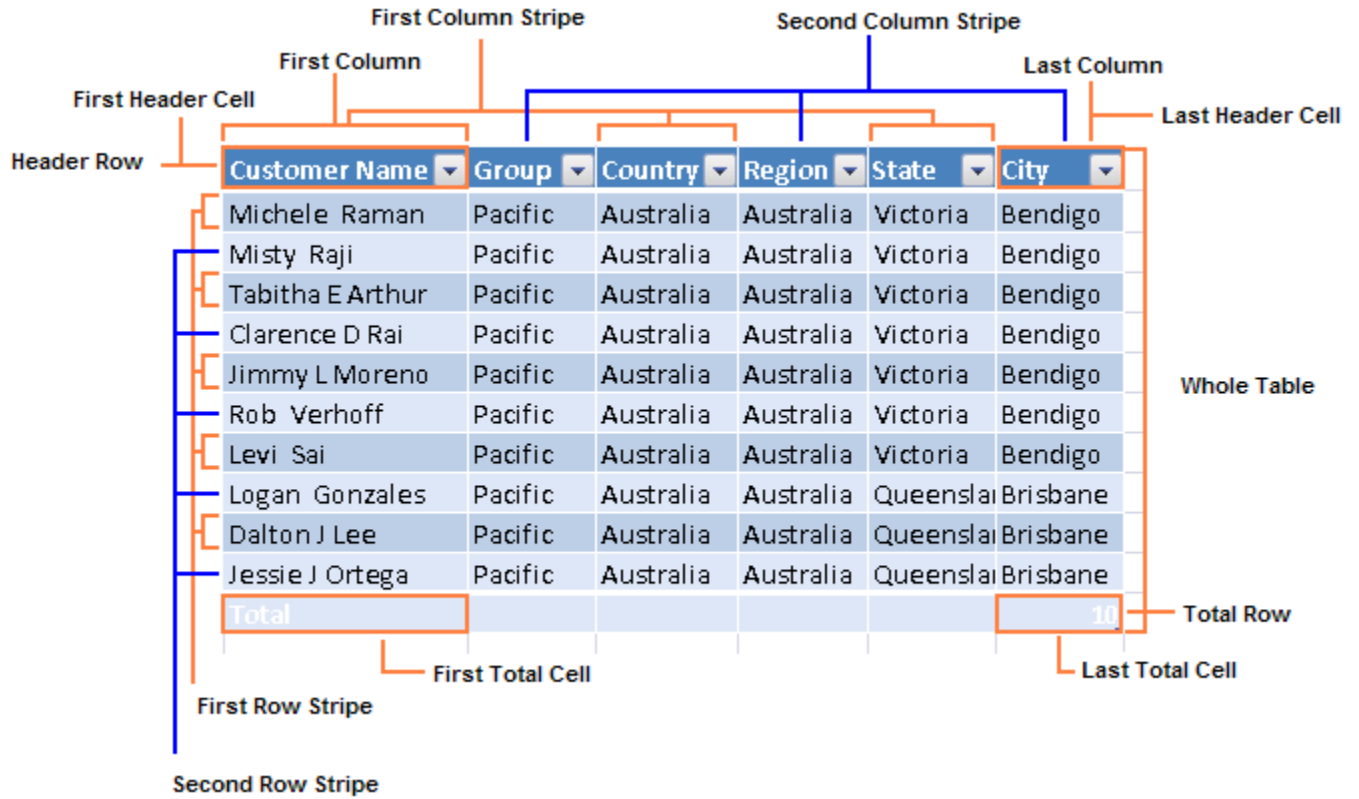 First Column Stripe
Second Column Stripe
First Column
Last Column
First Header Cell
Last Header Cell
Header Row
Customer Name Group Country Region State City
Michele Raman Pacific Australia Australia Victoria Bendigo
Misty Raji Pacific Australia Australia Victoria Bendigo
Tabitha E Arthur Pacific Australia Australia Victoria Bendigo
Clarence D Rai Pacific Australia Australia Victoria Bendigo
Jimmy L Moreno Pacific Australia Australia Victoria Bendigo
Whole Table
Rob Verhoff Pacific Australia Australia Victoria Bendigo
Levi Sai Pacific Australia Australia Victoria Bendigo
Logan Gonzales Pacific Australia Australia Queenslan Brisbane
Dalton J Lee Pacific Australia Australia Queenslan Brisbane
Jessie J Ortega Pacific Australia Australia Queenslan Brisbane
Total 10
Total Row
First Total Cell
Last Total Cell
First Row Stripe
Second Row Stripe